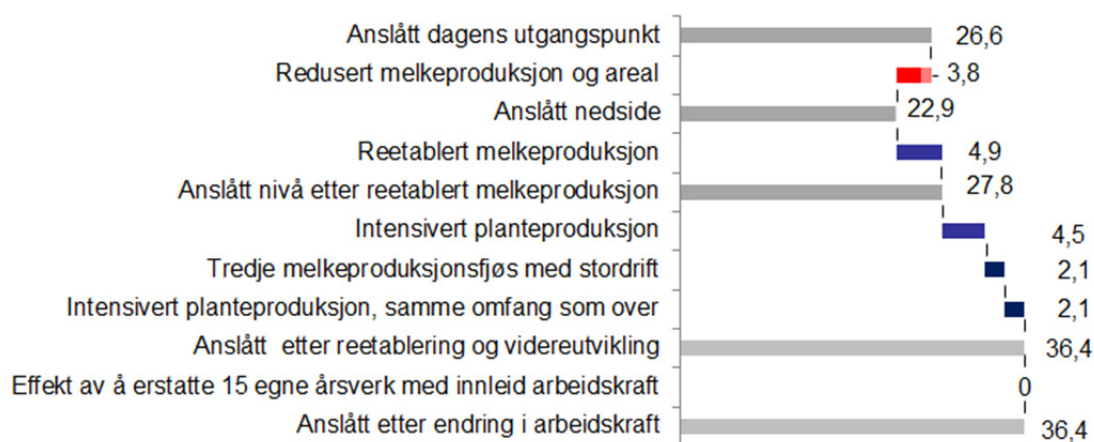 Anslått dagens utgangspunkt 26,6
Redusert melkeproduksjon og areal - 3,8
Anslått nedside 22,9
Reetablert melkeproduksjon 4,9
Anslått nivå etter reetablert melkeproduksjon 27,8
Intensivert planteproduksjon 4,5
Tredje melkeproduksjonsfjøs med stordrift 2,1
Intensivert planteproduksjon, samme omfang som over 2,1
Anslått etter reetablering og videreutvikling 36,4
Effekt av å erstatte 15 egne årsverk med innleid arbeidskraft 0
Anslått etter endring i arbeidskraft 36,4